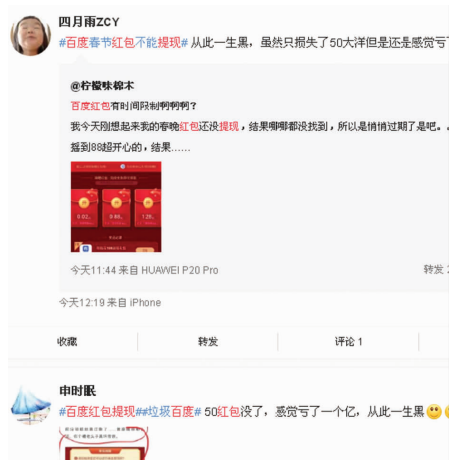 四月雨ZCY
#百度春节红包不能提现# 从此一生黑，虽然只损失了50大洋但是还是感觉亏
@柠檬味棉木
百度红包有时间限制啊啊啊？
我今天刚想起来我的春晚红包还没提现，结果哪哪都没找到，所以是悄悄过期了是吧。
摇到88超开心的，结果……
0.02
0.88
1.28
今天11:44 来自 HUAWEI P20 Pro
转发
今天12:19 来自 iPhone
收藏
转发
评论 1
申时眠
#百度红包提现##垃圾百度# 50红包没了，感觉亏了一个亿，从此一生黑